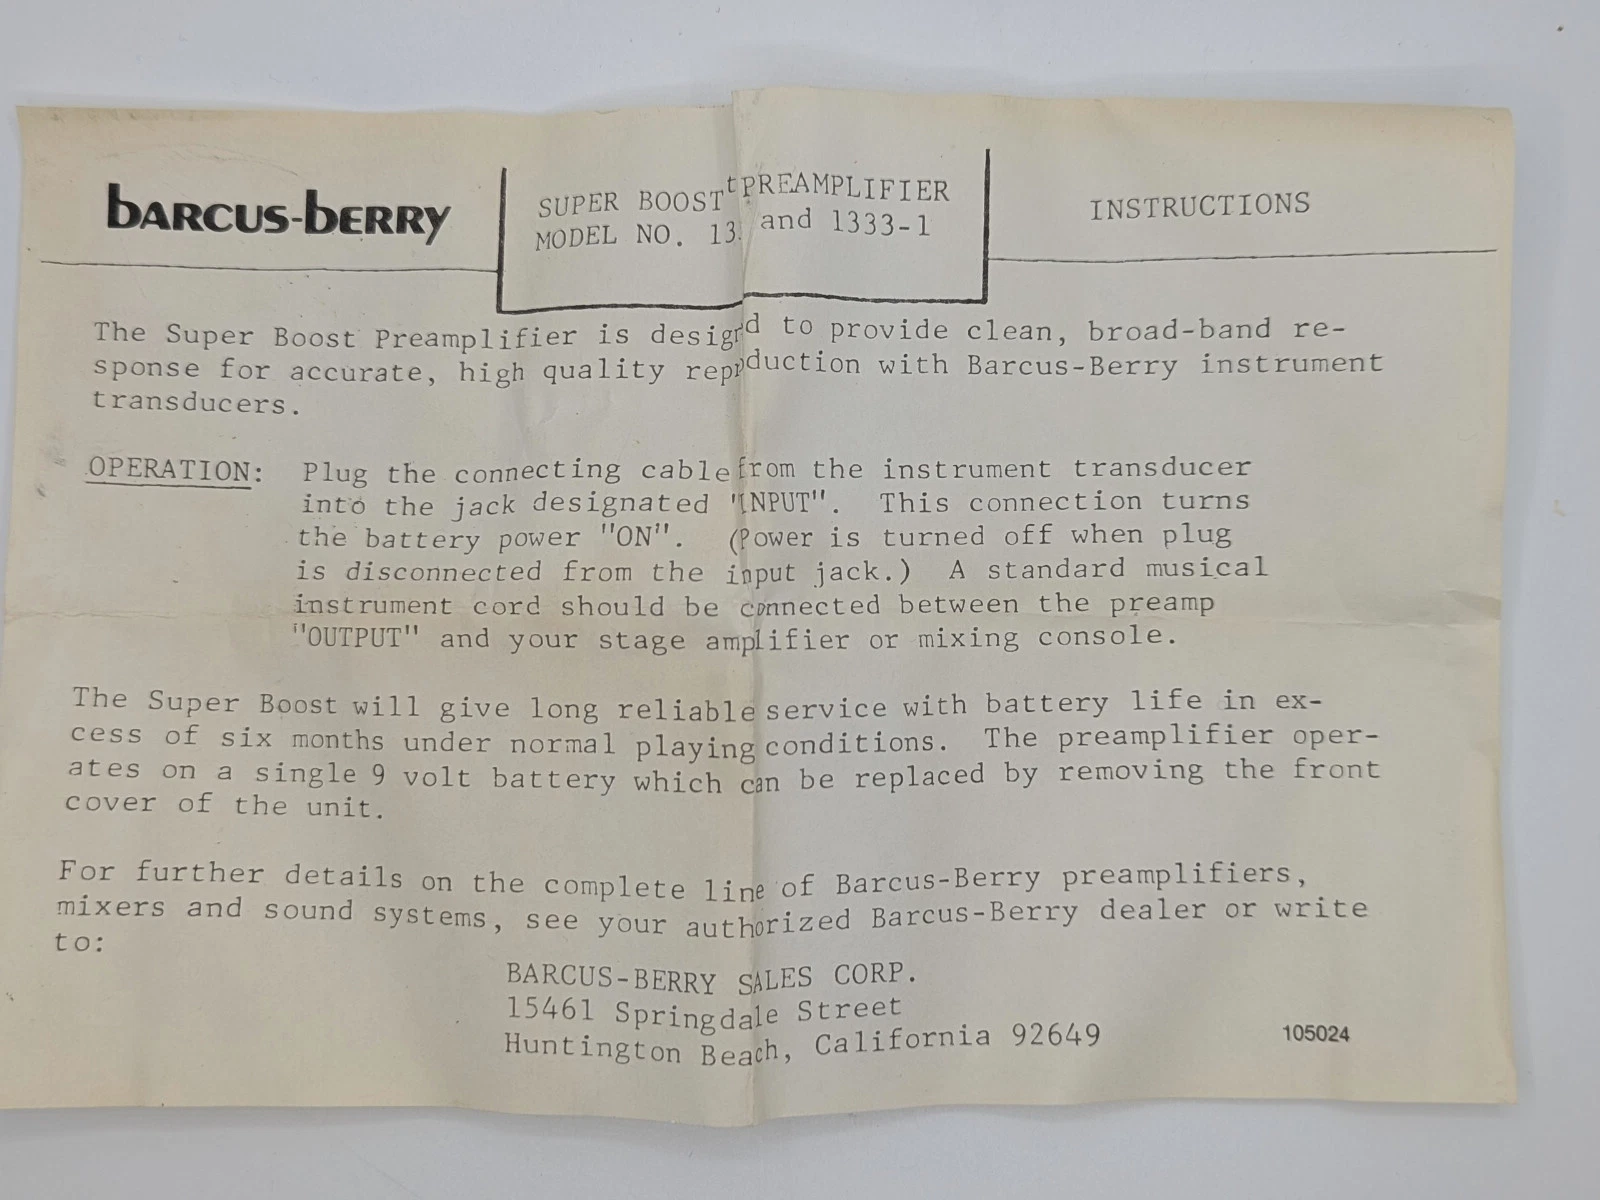 barcus-berry
SUPER BOOST PREAMPLIFIER
MODEL NO. and 1333-1
INSTRUCTIONS
The Super Boost Preamplifier is to provide clean, broad-band re-
sponse for accurate, high quality with Barcus-Berry instrument
transducers.
OPERATION: Plug the connecting cable from the instrument transducer
into the jack designated "INPUT". This connection turns
the battery power "ON". (Power is turned off when plug
is disconnected from the input jack.) A standard musical
instrument cord should be connected between the preamp
"OUTPUT" and your stage amplifier or mixing console.
The Super Boost will give long reliable service with battery life in ex-
cess of six months under normal playing conditions. The preamplifier oper-
ates on a single 9 volt battery which can be replaced by removing the front
cover of the unit.
For further details on the complete line of Barcus-Berry preamplifiers,
mixers and sound systems, see your authorized Barcus-Berry dealer or write
to:
BARCUS-BERRY SALES CORP.
15461 Springdale Street
Huntington Beach, California 92649
105024